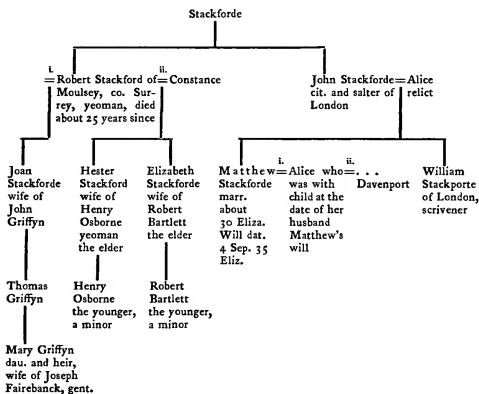 Stackforde
i.
ii.
=Robert Stackford of=Constance
Moulsey, co. Sur-
rey, yeoman, died
about 25 years since
John Stackforde=Alice
cit. and salter of relict
London
Joan
Stackforde
wife of
John
Griffyn
Hester
Stackford
wife of
Henry
Osborne
yeoman
the elder
Elizabeth
Stackforde
wife of
Robert
Bartlett
the elder
i.
ii.
Matthew=Alice who=. . .
Stackforde was with Davenport
marr. child at the
about date of her
30 Eliza. husband
Will dat. Matthew's
4 Sep. 35 will
Eliz.
William
Stackporte
of London,
scrivener
Thomas
Griffyn
Henry
Osborne
the younger,
a minor
Robert
Bartlett
the younger,
a minor
Mary Griffyn
dau. and heir,
wife of Joseph
Fairebanck, gent.